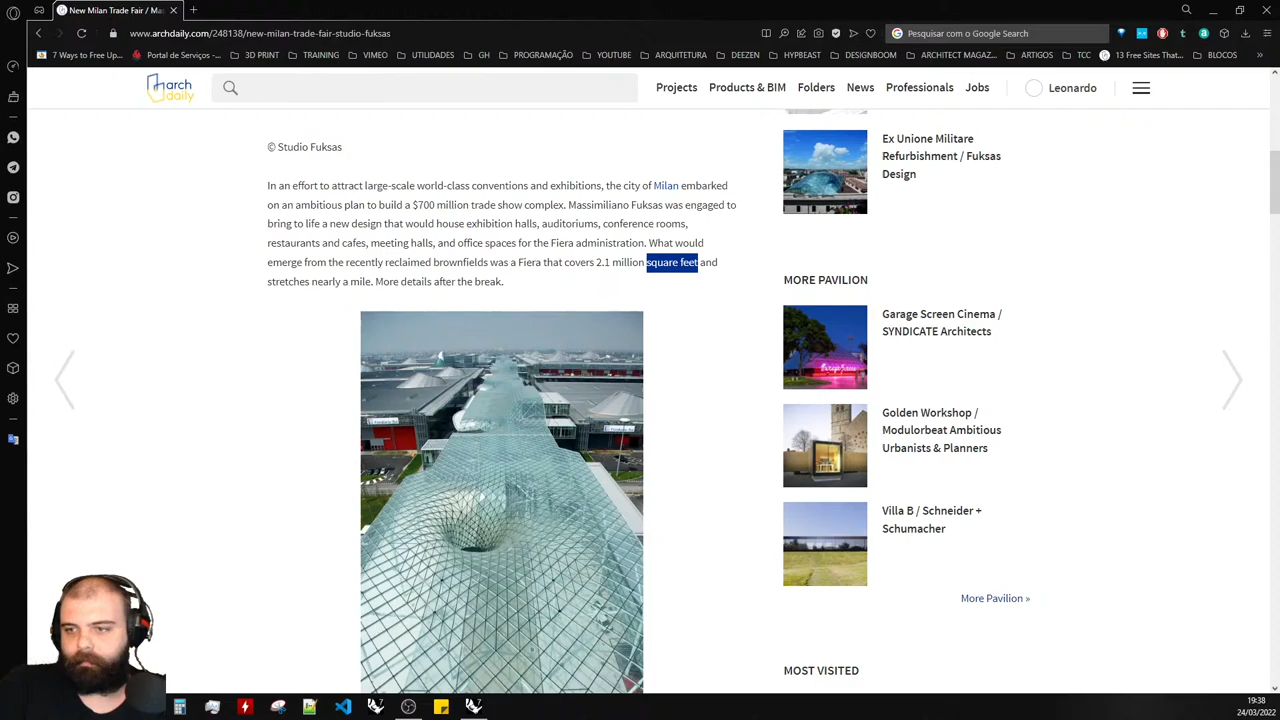 New Milan Trade Fair / Ma
www.archdaily.com/248138/new-milan-trade-fair-studio-fuksas
Pesquisar com o Google Search
7 Ways to Free Up...
Portal de Serviços -...
3D PRINT
TRAINING
VIMEO
UTILIDADES
GH
PROGRAMAÇÃO
YOUTUBE
ARQUITETURA
DEEZEN
HYPBEAST
DESIGNBOOM
ARCHITECT MAGAZ...
ARTIGOS
TCC
13 Free Sites That...
BLOCOS
arch
daily
Projects
Products & BIM
Folders
News
Professionals
Jobs
Leonardo
© Studio Fuksas
In an effort to attract large-scale world-class conventions and exhibitions, the city of Milan embarked
on an ambitious plan to build a $700 million trade show complex. Massimiliano Fuksas was engaged to
bring to life a new design that would house exhibition halls, auditoriums, conference rooms,
restaurants and cafes, meeting halls, and office spaces for the Fiera administration. What would
emerge from the recently reclaimed brownfields was a Fiera that covers 2.1 million square feet and
stretches nearly a mile. More details after the break.
Ex Unione Militare
Refurbishment / Fuksas
Design
MORE PAVILION
Garage Screen Cinema /
SYNDICATE Architects
Golden Workshop /
Modulorbeat Ambitious
Urbanists & Planners
Villa B / Schneider +
Schumacher
More Pavilion »
MOST VISITED
19:38
24/03/2022